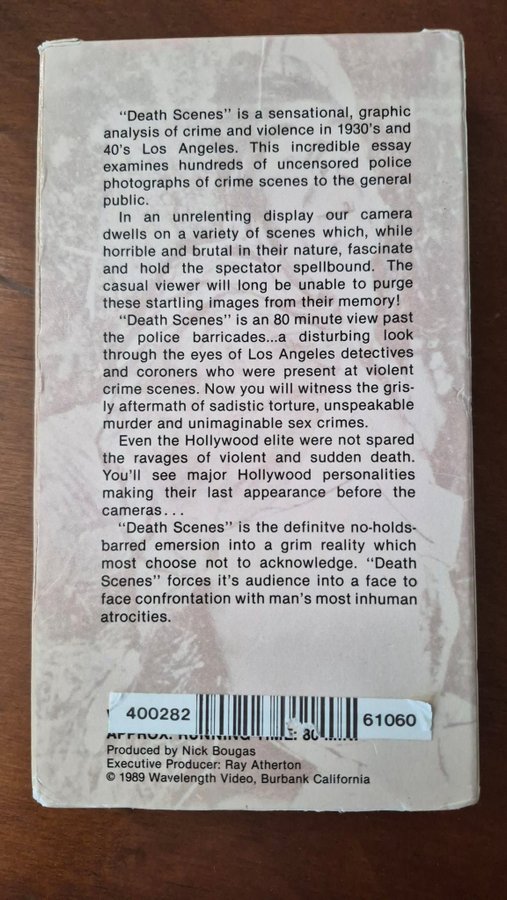 "Death Scenes" is a sensational, graphic
analysis of crime and violence in 1930's and
40's Los Angeles. This incredible essay
examines hundreds of uncensored police
photographs of crime scenes to the general
public.
In an unrelenting display our camera
dwells on a variety of scenes which, while
horrible and brutal in their nature, fascinate
and hold the spectator spellbound. The
casual viewer will long be unable to purge
these startling images from their memory!
"Death Scenes" is an 80 minute view past
the police barricades...a disturbing look
through the eyes of Los Angeles detectives
and coroners who were present at violent
crime scenes. Now you will witness the gris-
ly aftermath of sadistic torture, unspeakable
murder and unimaginable sex crimes.
Even the Hollywood elite were not spared
the ravages of violent and sudden death.
You'll see major Hollywood personalities
making their last appearance before the
cameras...
"Death Scenes" is the definitve no-holds-
barred emersion into a grim reality which
most choose not to acknowledge. "Death
Scenes" forces it's audience into a face to
face confrontation with man's most inhuman
atrocities.
400282 61060
APPROX. RUNNING TIME: 80
Produced by Nick Bougas
Executive Producer: Ray Atherton
© 1989 Wavelength Video, Burbank California